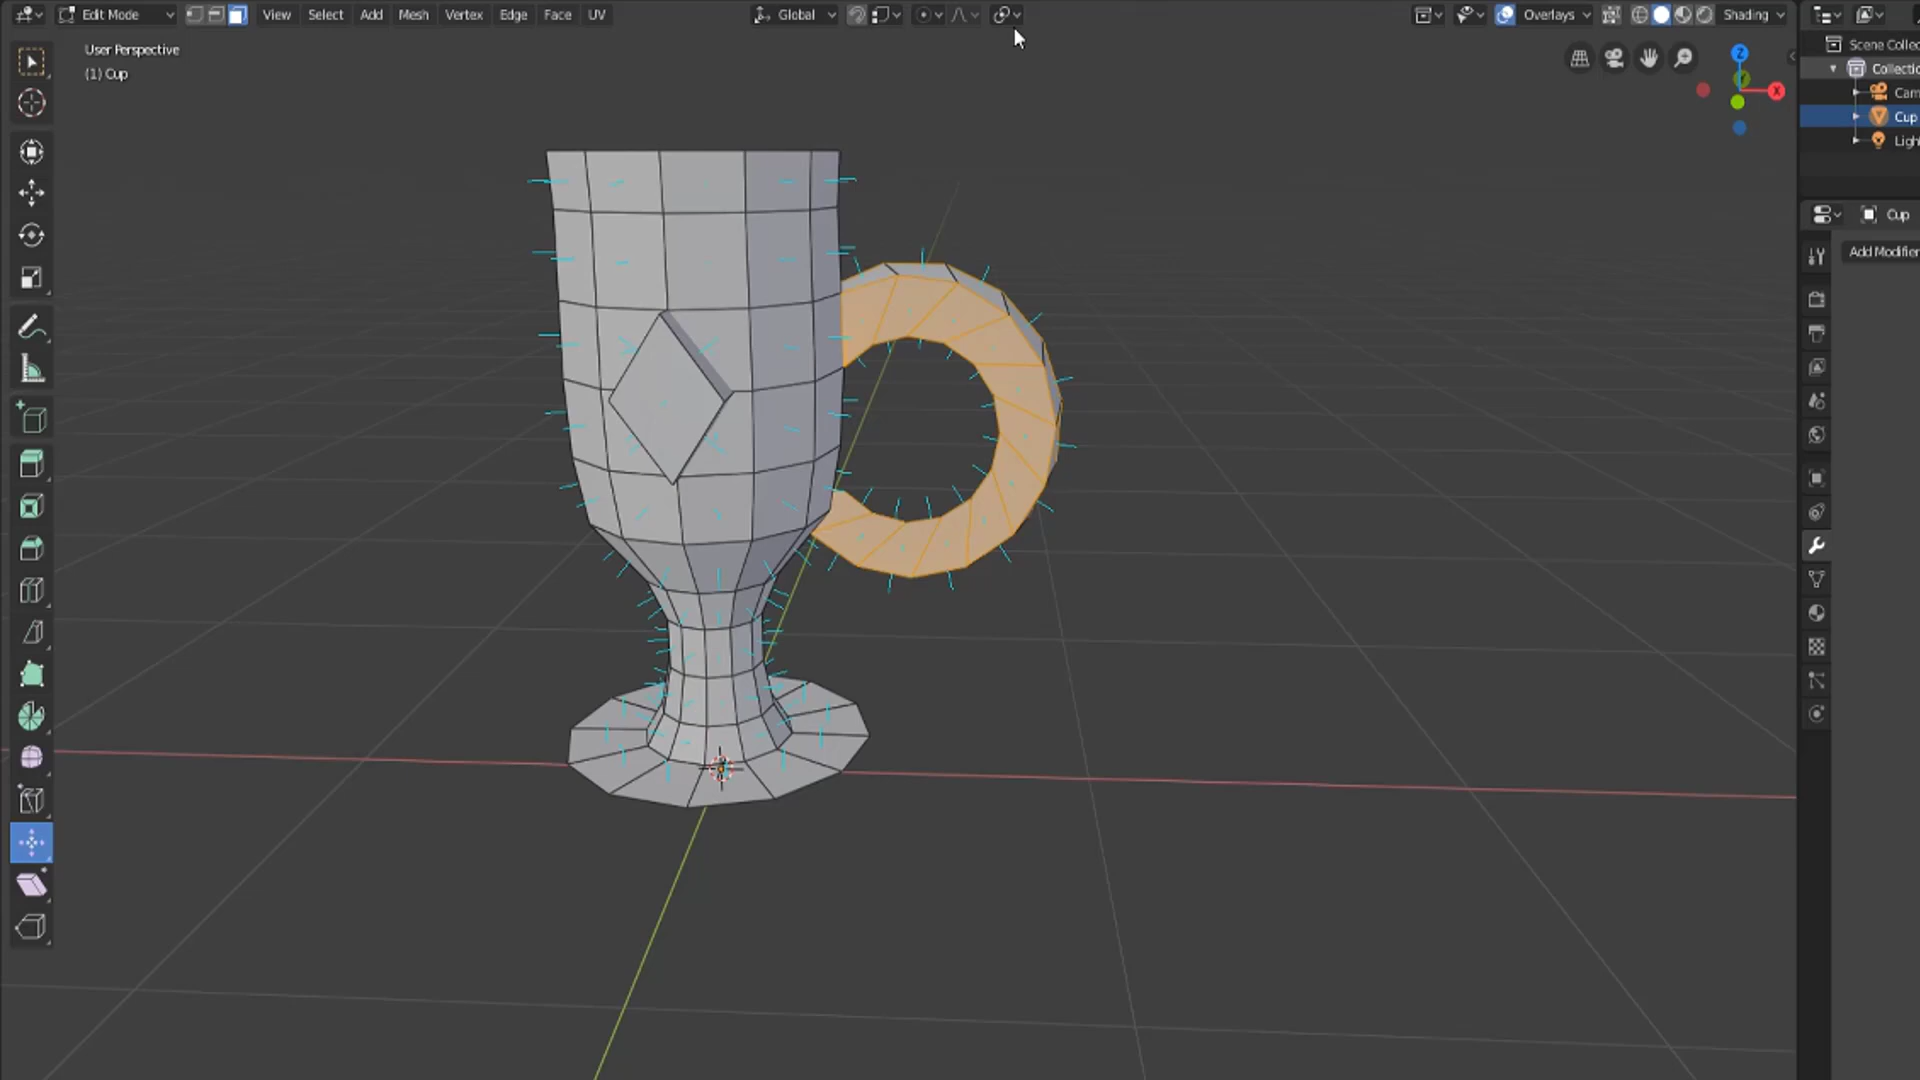 Edit Mode View Select Add Mesh Vertex Edge Face UV Global Overlays Shading
User Perspective
(1) Cup
Z
X
Scene Collec
Collectio
Cam
Cup
Ligh
Cup
Add Modifier